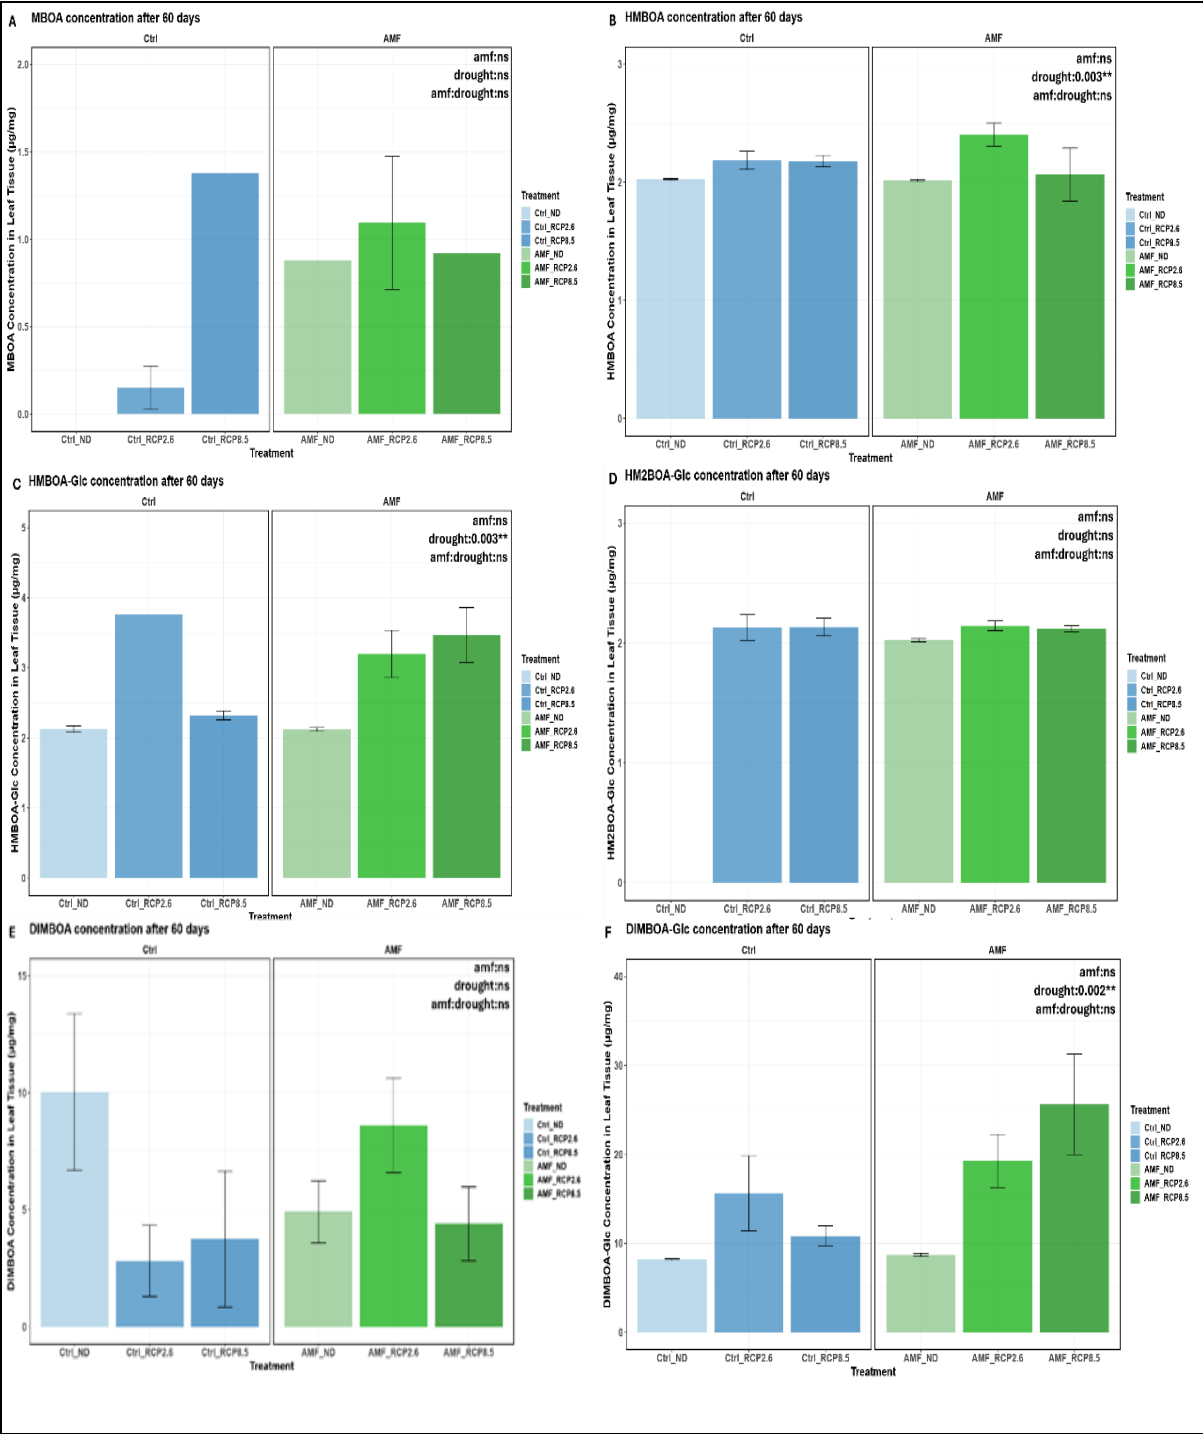 A MBOA concentration after 60 days
Ctrl
AMF
amf:ns
drought:ns
amf:drought:ns
MBOA Concentration in Leaf Tissue (µg/mg)
2.0
1.5
1.0
0.5
0.0
Ctrl_ND
Ctrl_RCP2.6
Ctrl_RCP8.5
AMF_ND
AMF_RCP2.6
AMF_RCP8.5
Treatment
Treatment
Ctrl_ND
Ctrl_RCP2.6
Ctrl_RCP8.5
AMF_ND
AMF_RCP2.6
AMF_RCP8.5
B HMBOA concentration after 60 days
Ctrl
AMF
amf:ns
drought:0.003**
amf:drought:ns
HMBOA Concentration in Leaf Tissue (µg/mg)
3
2
1
0
Ctrl_ND
Ctrl_RCP2.6
Ctrl_RCP8.5
AMF_ND
AMF_RCP2.6
AMF_RCP8.5
Treatment
Treatment
Ctrl_ND
Ctrl_RCP2.6
Ctrl_RCP8.5
AMF_ND
AMF_RCP2.6
AMF_RCP8.5
C HMBOA-Glc concentration after 60 days
Ctrl
AMF
amf:ns
drought:0.003**
amf:drought:ns
HMBOA-Glc Concentration in Leaf Tissue (µg/mg)
5
4
3
2
1
0
Ctrl_ND
Ctrl_RCP2.6
Ctrl_RCP8.5
AMF_ND
AMF_RCP2.6
AMF_RCP8.5
Treatment
Treatment
Ctrl_ND
Ctrl_RCP2.6
Ctrl_RCP8.5
AMF_ND
AMF_RCP2.6
AMF_RCP8.5
D HM2BOA-Glc concentration after 60 days
Ctrl
AMF
amf:ns
drought:ns
amf:drought:ns
HM2BOA-Glc Concentration in Leaf Tissue (µg/mg)
3
2
1
0
Ctrl_ND
Ctrl_RCP2.6
Ctrl_RCP8.5
AMF_ND
AMF_RCP2.6
AMF_RCP8.5
Treatment
Ctrl_ND
Ctrl_RCP2.6
Ctrl_RCP8.5
AMF_ND
AMF_RCP2.6
AMF_RCP8.5
E DIMBOA concentration after 60 days
Ctrl
AMF
amf:ns
drought:ns
amf:drought:ns
DIMBOA Concentration in Leaf Tissue (µg/mg)
15
10
5
0
Ctrl_ND
Ctrl_RCP2.6
Ctrl_RCP8.5
AMF_ND
AMF_RCP2.6
AMF_RCP8.5
Treatment
Treatment
Ctrl_ND
Ctrl_RCP2.6
Ctrl_RCP8.5
AMF_ND
AMF_RCP2.6
AMF_RCP8.5
F DIMBOA-Glc concentration after 60 days
Ctrl
AMF
amf:ns
drought:0.002**
amf:drought:ns
DIMBOA-Glc Concentration in Leaf Tissue (µg/mg)
40
30
20
10
0
Ctrl_ND
Ctrl_RCP2.6
Ctrl_RCP8.5
AMF_ND
AMF_RCP2.6
AMF_RCP8.5
Treatment
Treatment
Ctrl_ND
Ctrl_RCP2.6
Ctrl_RCP8.5
AMF_ND
AMF_RCP2.6
AMF_RCP8.5